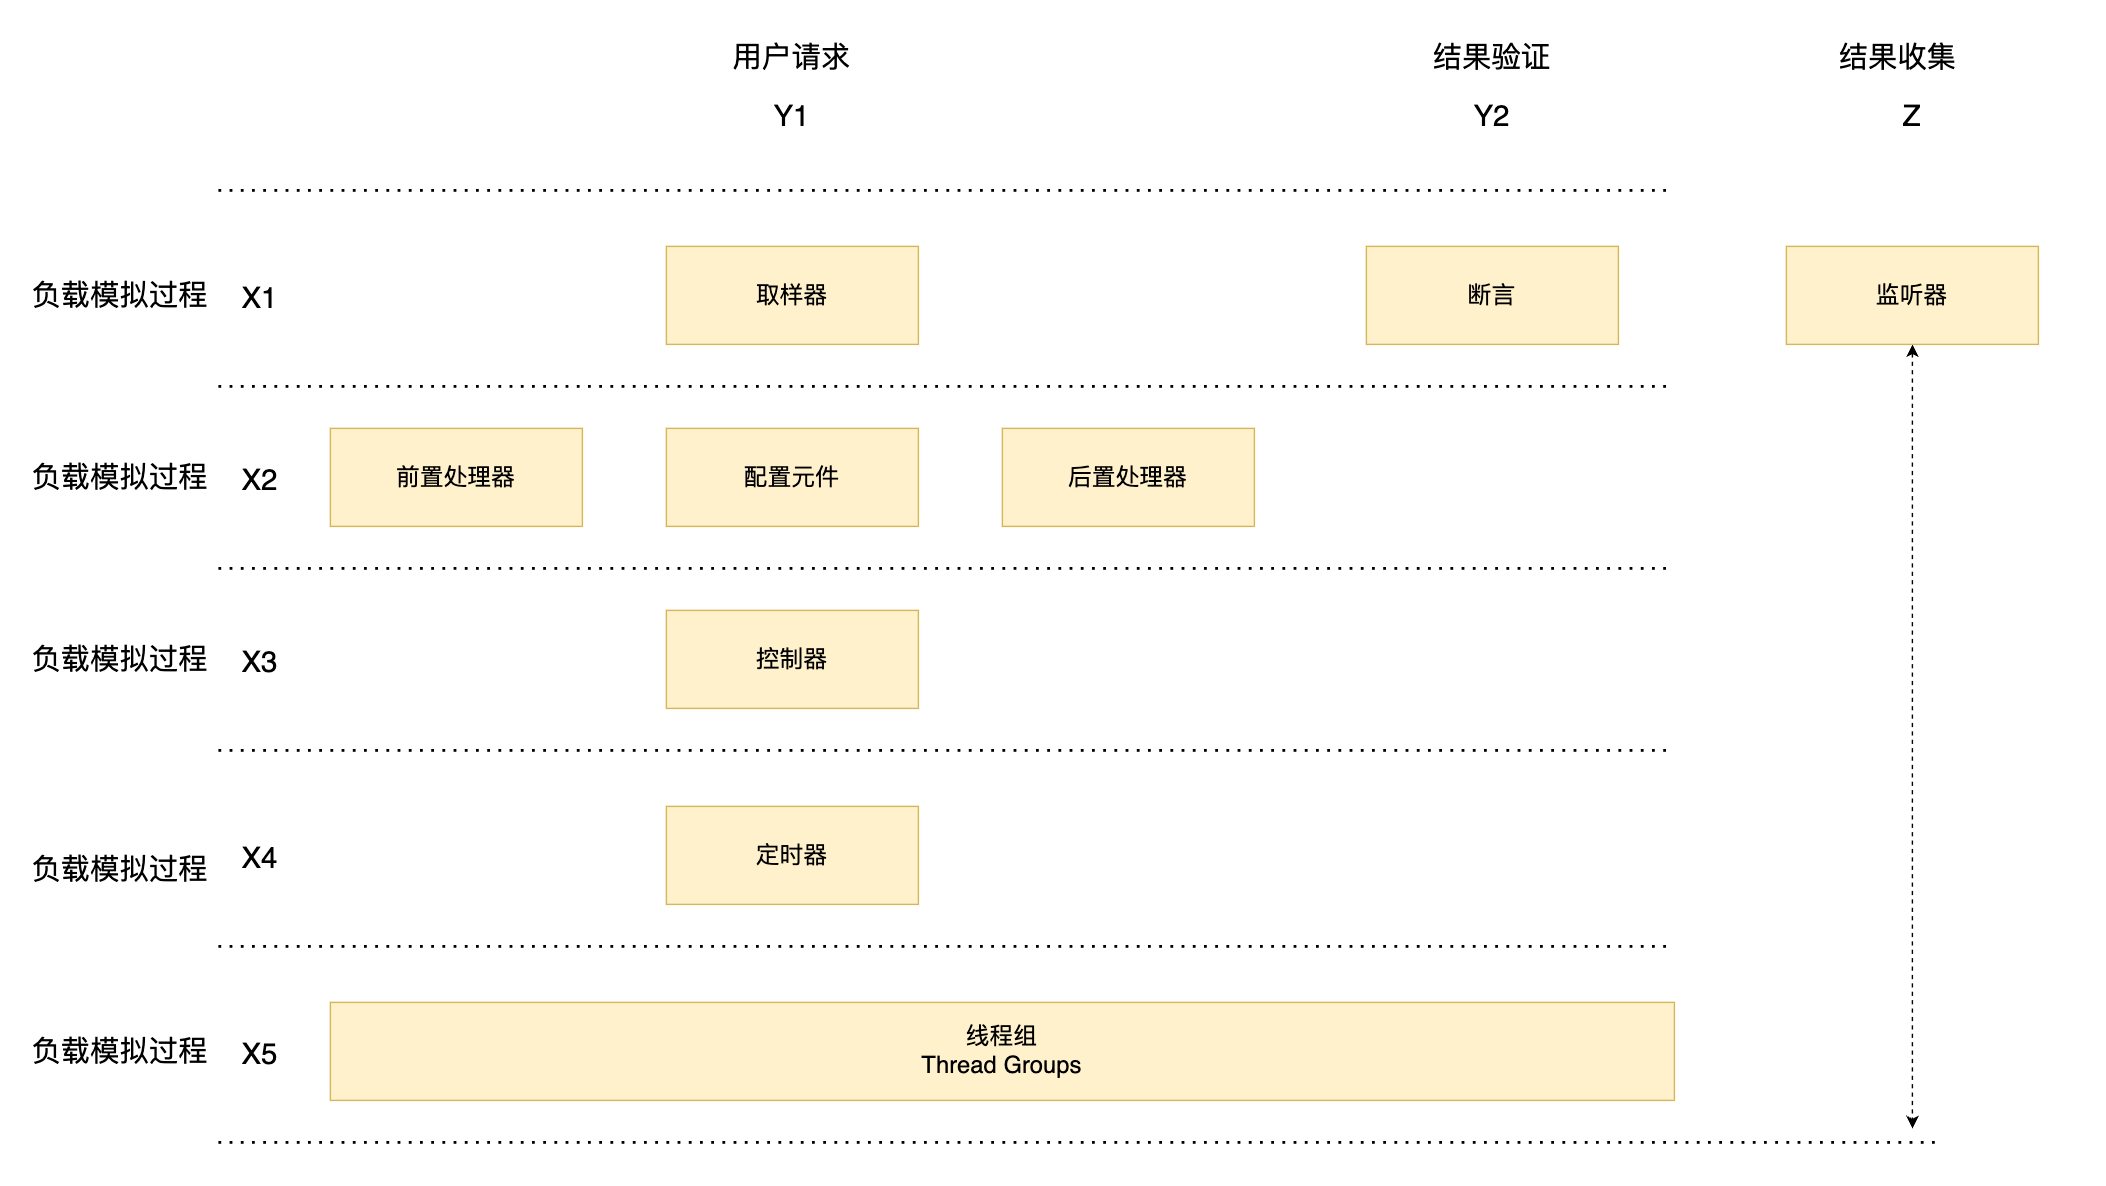 用户请求
结果验证
结果收集
Y1
Y2
Z
负载模拟过程 X1
取样器
断言
监听器
负载模拟过程 X2
前置处理器
配置元件
后置处理器
负载模拟过程 X3
控制器
负载模拟过程 X4
定时器
负载模拟过程 X5
线程组
Thread Groups